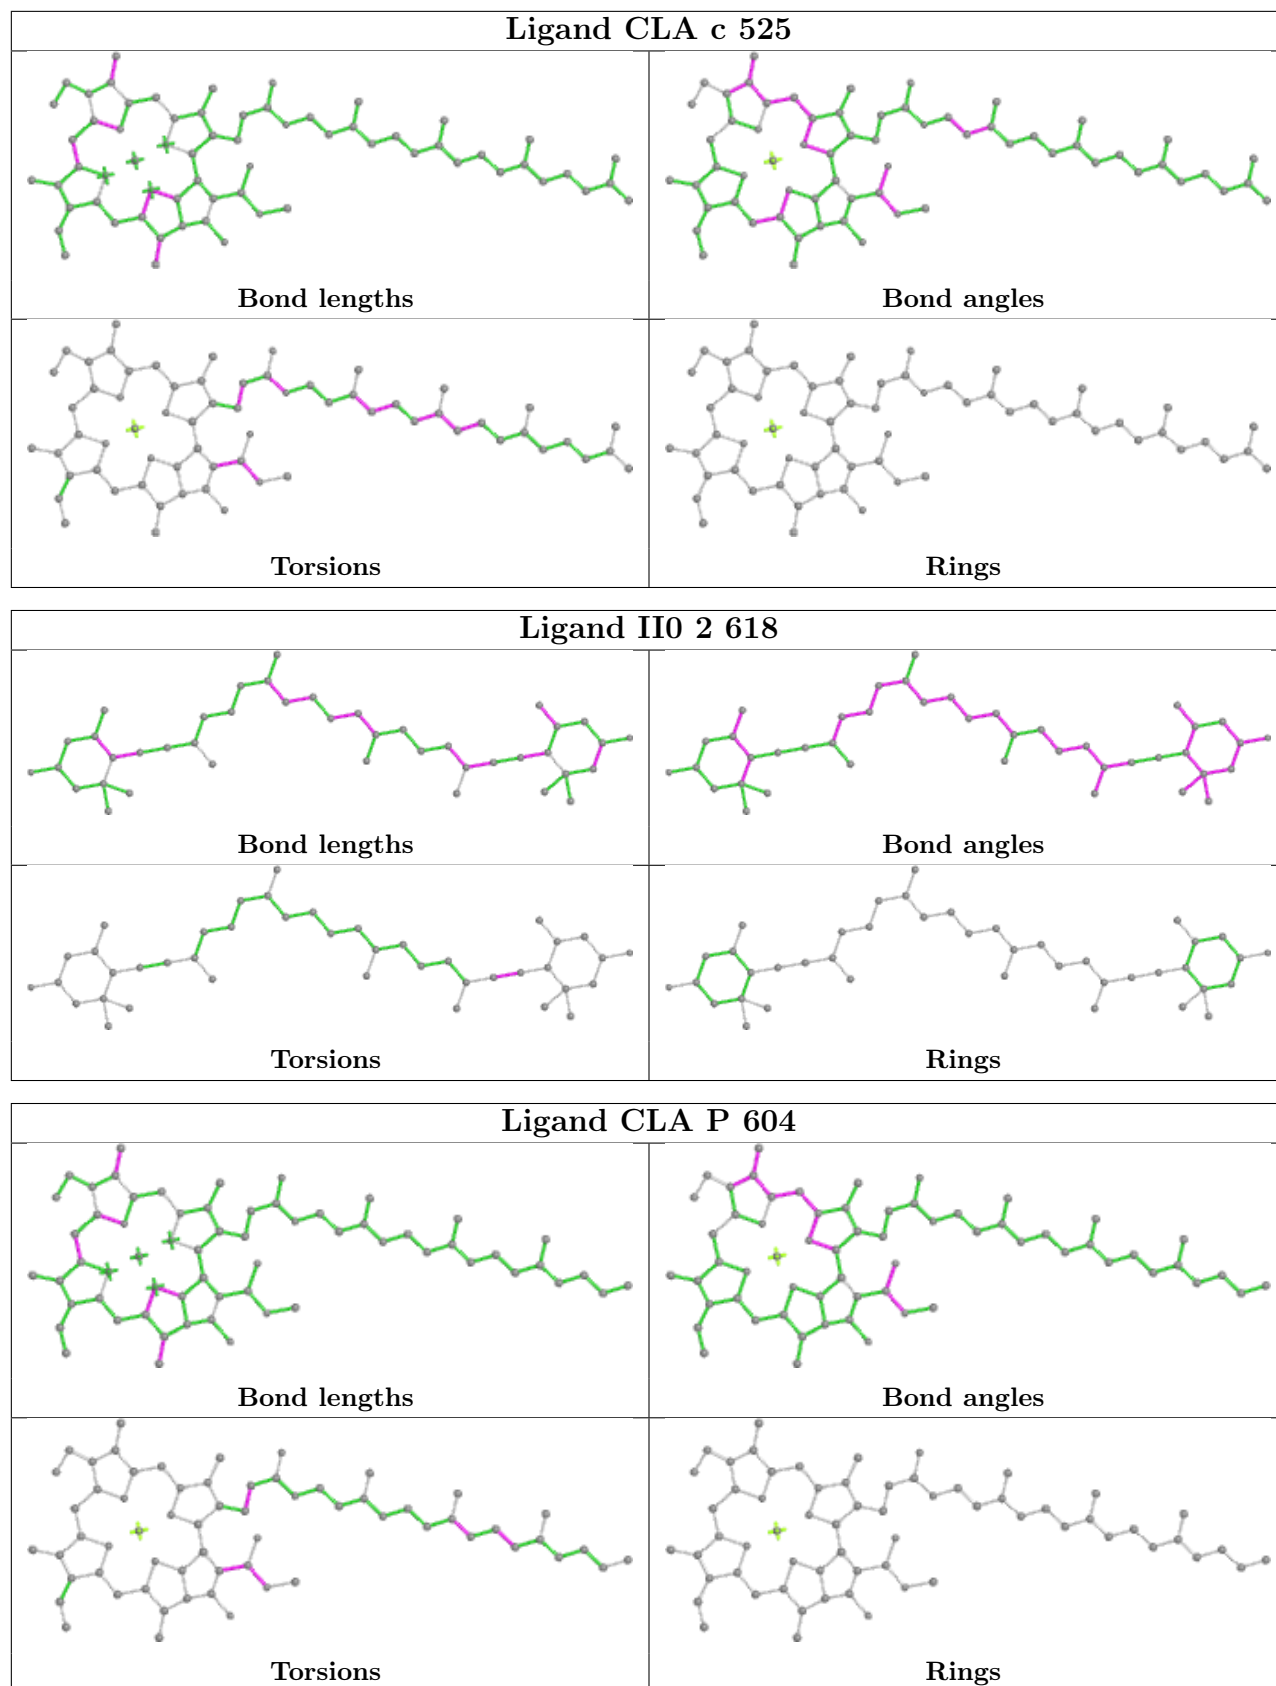 Ligand CLA c 525
Bond lengths
Bond angles
Torsions
Rings
Ligand II0 2 618
Bond lengths
Bond angles
Torsions
Rings
Ligand CLA P 604
Bond lengths
Bond angles
Torsions
Rings